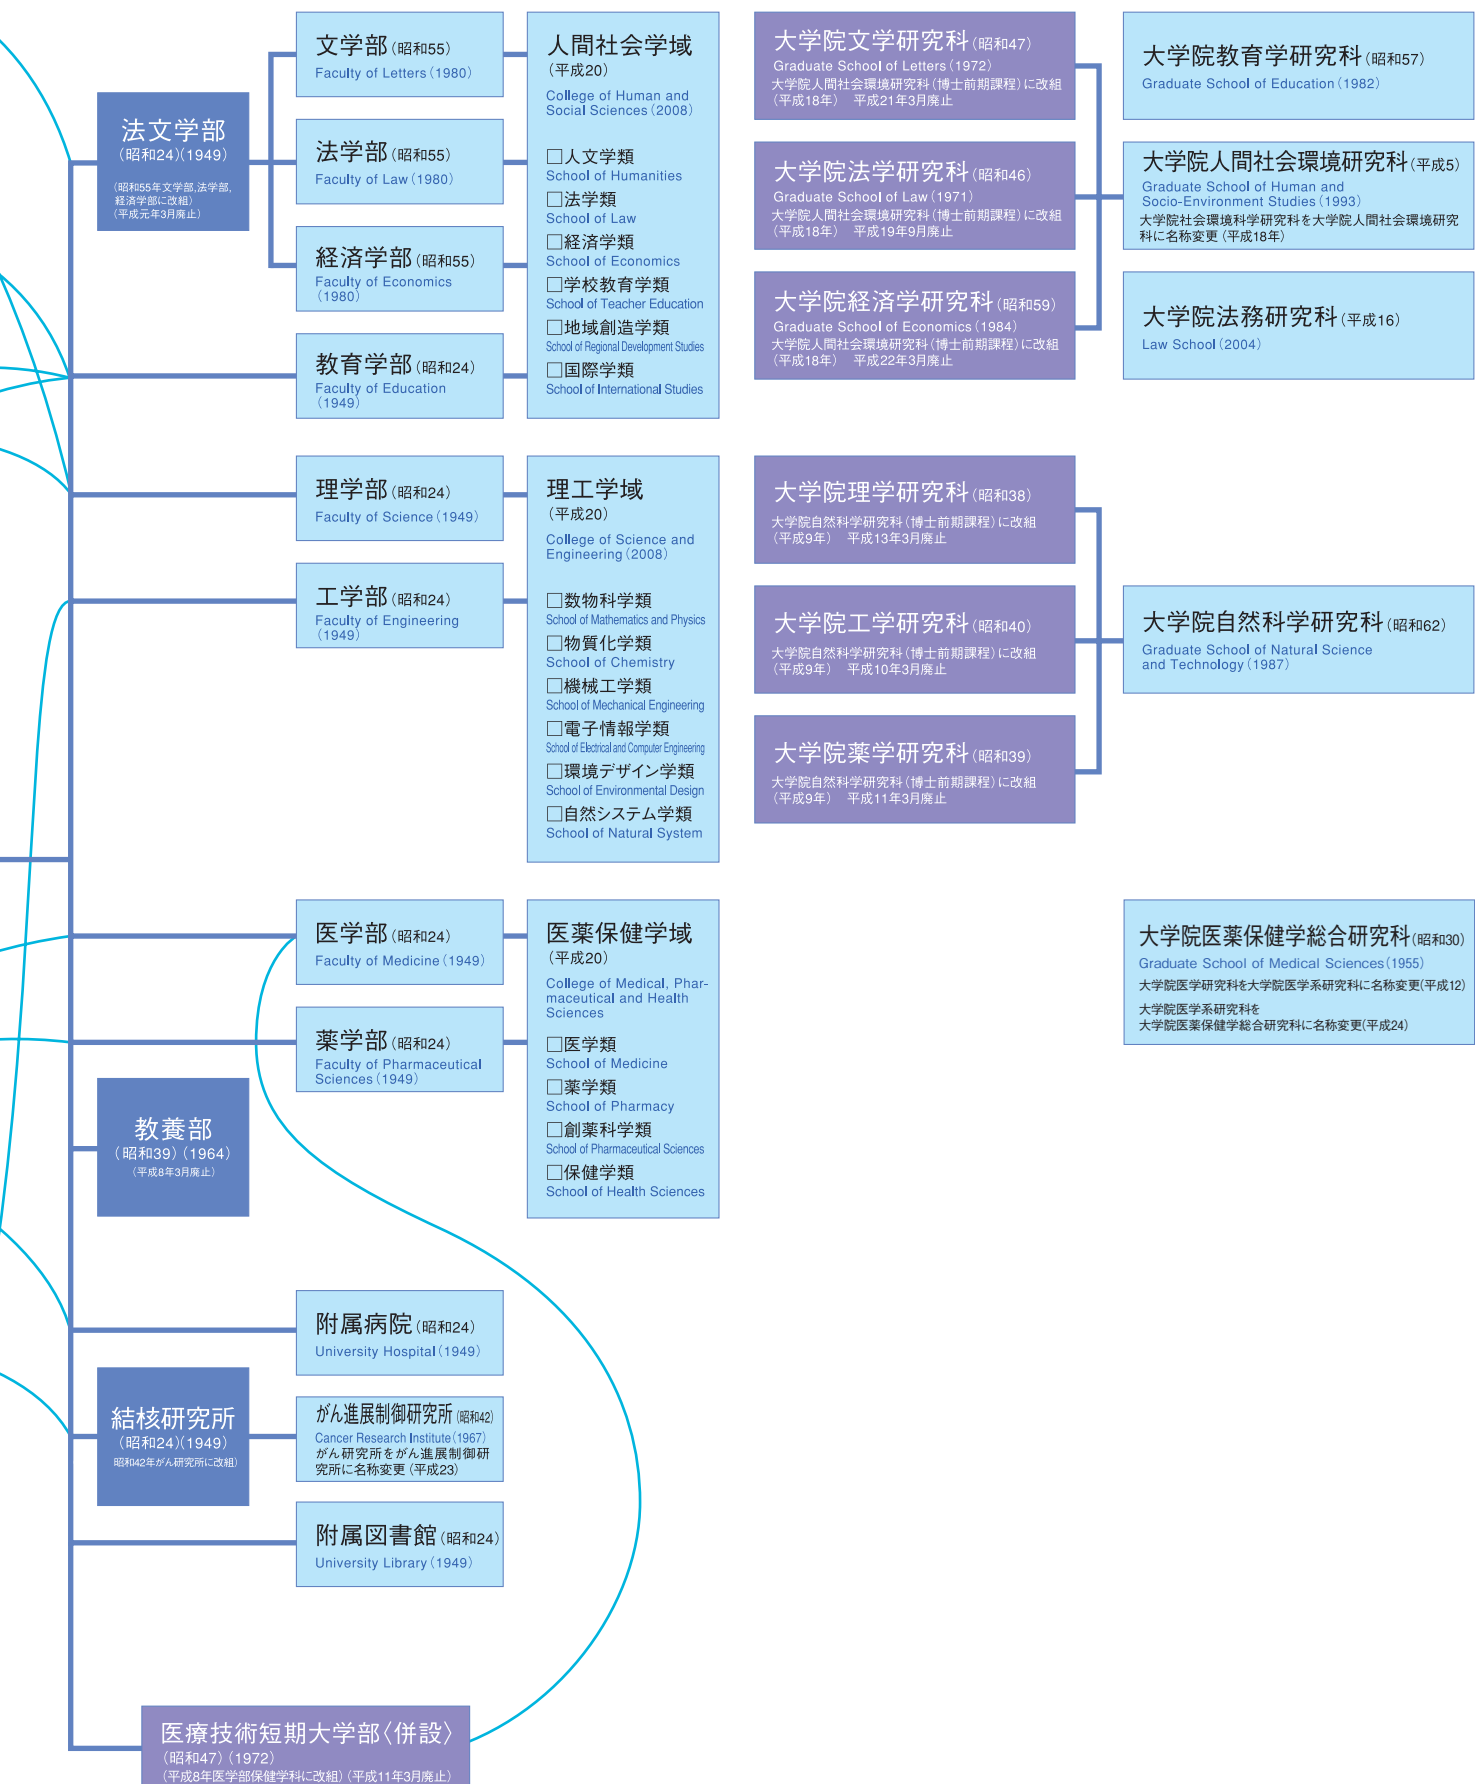 法文学部
（昭和24）（1949）
（昭和55年文学部,法学部,
経済学部に改組）
（平成元年3月廃止）
文学部（昭和55）
Faculty of Letters（1980）
法学部（昭和55）
Faculty of Law（1980）
経済学部（昭和55）
Faculty of Economics
（1980）
教育学部（昭和24）
Faculty of Education
（1949）
人間社会学域
（平成20）
College of Human and
Social Sciences（2008）
□人文学類
School of Humanities
□法学類
School of Law
□経済学類
School of Economics
□学校教育学類
School of Teacher Education
□地域創造学類
School of Regional Development Studies
□国際学類
School of International Studies
大学院文学研究科（昭和47）
Graduate School of Letters（1972）
大学院人間社会環境研究科（博士前期課程）に改組
（平成18年）　平成21年3月廃止
大学院法学研究科（昭和46）
Graduate School of Law（1971）
大学院人間社会環境研究科（博士前期課程）に改組
（平成18年）　平成19年9月廃止
大学院経済学研究科（昭和59）
Graduate School of Economics（1984）
大学院人間社会環境研究科（博士前期課程）に改組
（平成18年）　平成22年3月廃止
大学院教育学研究科（昭和57）
Graduate School of Education（1982）
大学院人間社会環境研究科（平成5）
Graduate School of Human and
Socio-Environment Studies（1993）
大学院社会環境科学研究科を大学院人間社会環境研究
科に名称変更（平成18年）
大学院法務研究科（平成16）
Law School（2004）
理学部（昭和24）
Faculty of Science（1949）
工学部（昭和24）
Faculty of Engineering
（1949）
理工学域
（平成20）
College of Science and
Engineering（2008）
□数物科学類
School of Mathematics and Physics
□物質化学類
School of Chemistry
□機械工学類
School of Mechanical Engineering
□電子情報学類
School of Electrical and Computer Engineering
□環境デザイン学類
School of Environmental Design
□自然システム学類
School of Natural System
大学院理学研究科（昭和38）
大学院自然科学研究科（博士前期課程）に改組
（平成9年）　平成13年3月廃止
大学院工学研究科（昭和40）
大学院自然科学研究科（博士前期課程）に改組
（平成9年）　平成10年3月廃止
大学院薬学研究科（昭和39）
大学院自然科学研究科（博士前期課程）に改組
（平成9年）　平成11年3月廃止
大学院自然科学研究科（昭和62）
Graduate School of Natural Science
and Technology（1987）
医学部（昭和24）
Faculty of Medicine（1949）
薬学部（昭和24）
Faculty of Pharmaceutical
Sciences（1949）
医薬保健学域
（平成20）
College of Medical, Phar-
maceutical and Health
Sciences
□医学類
School of Medicine
□薬学類
School of Pharmacy
□創薬科学類
School of Pharmaceutical Sciences
□保健学類
School of Health Sciences
大学院医薬保健学総合研究科（昭和30）
Graduate School of Medical Sciences（1955）
大学院医学研究科を大学院医学系研究科に名称変更(平成12)
大学院医学系研究科を
大学院医薬保健学総合研究科に名称変更(平成24)
教養部
（昭和39）（1964）
（平成8年3月廃止）
附属病院（昭和24）
University Hospital（1949）
結核研究所
（昭和24）（1949）
昭和42年がん研究所に改組）
がん進展制御研究所（昭和42）
Cancer Research Institute（1967）
がん研究所をがん進展制御研
究所に名称変更（平成23）
附属図書館（昭和24）
University Library（1949）
医療技術短期大学部〈併設〉
（昭和47）（1972）
（平成8年医学部保健学科に改組）（平成11年3月廃止）